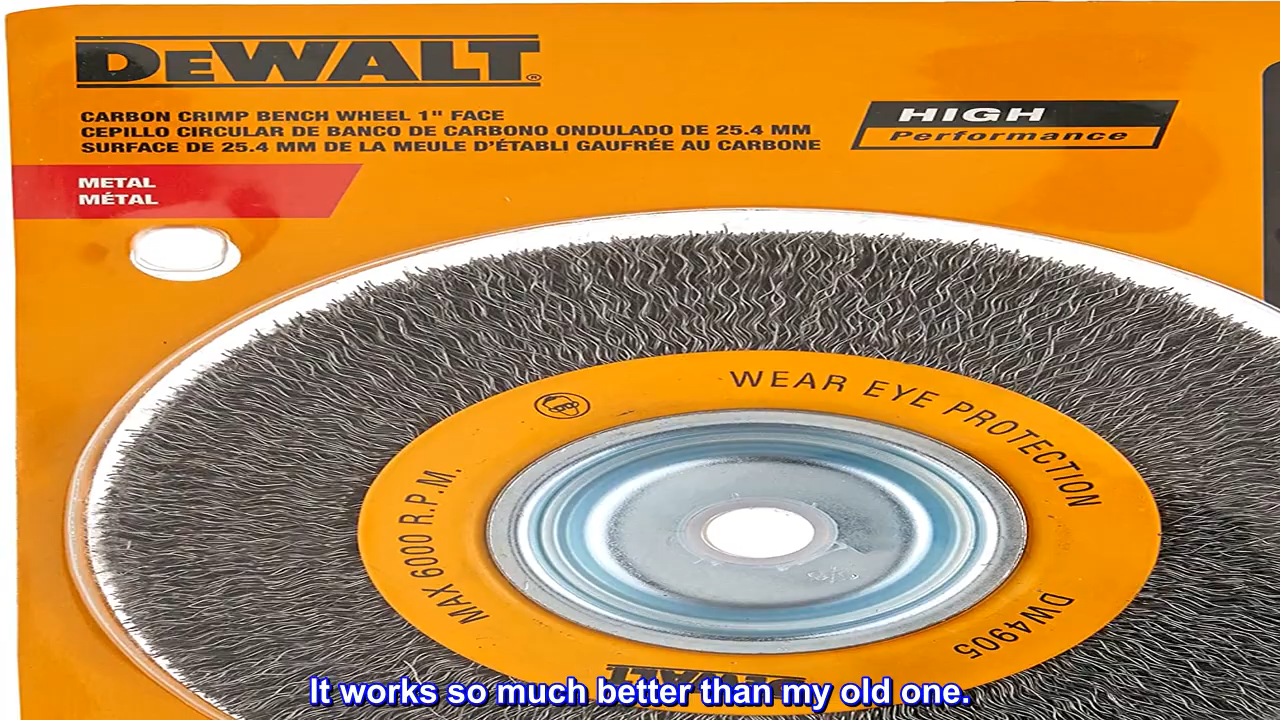 DEWALT®
CARBON CRIMP BENCH WHEEL 1" FACE
CEPILLO CIRCULAR DE BANCO DE CARBONO ONDULADO DE 25.4 MM
SURFACE DE 25.4 MM DE LA MEULE D'ÉTABLI GAUFRÉE AU CARBONE
HIGH
Performance
METAL
MÉTAL
WEAR EYE PROTECTION
MAX 6000 R.P.M.
DW4905
DEWALT
It works so much better than my old one.